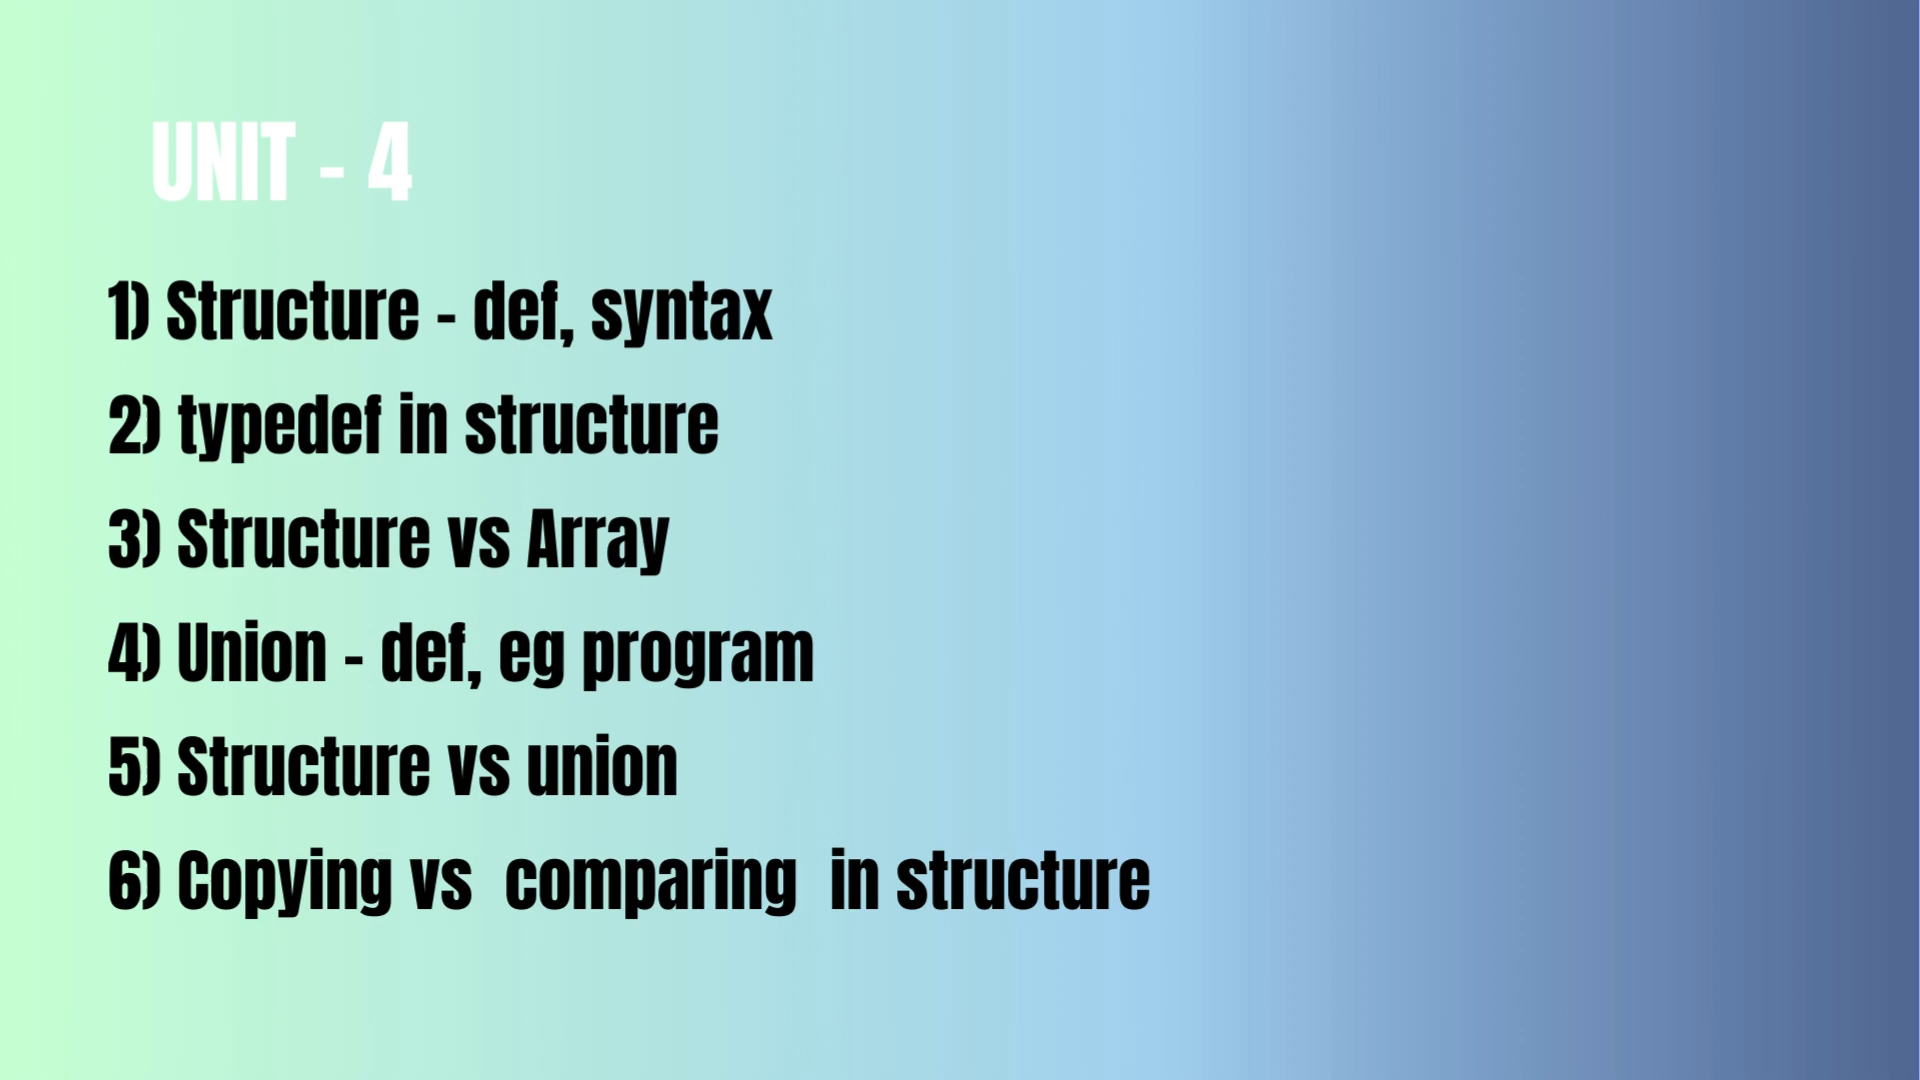 UNIT - 4
1) Structure - def, syntax
2) typedef in structure
3) Structure vs Array
4) Union - def, eg program
5) Structure vs union
6) Copying vs  comparing  in structure